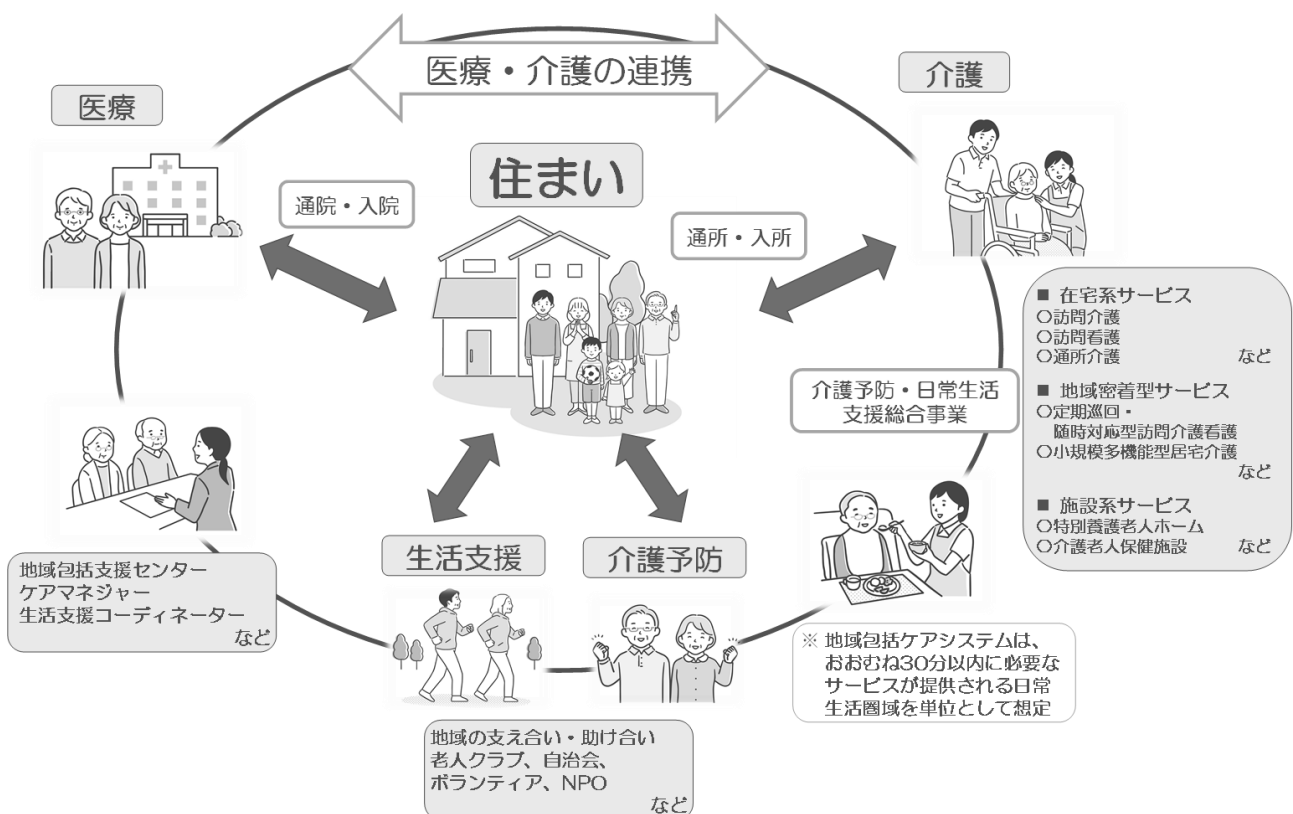 医療・介護の連携
医療
介護
住まい
通院・入院
通所・入所
■ 在宅系サービス
○訪問介護
○訪問看護
○通所介護 など
■ 地域密着型サービス
○定期巡回・
随時対応型訪問介護看護
○小規模多機能型居宅介護
など
■ 施設系サービス
○特別養護老人ホーム
○介護老人保健施設 など
介護予防・日常生活
支援総合事業
生活支援
介護予防
地域包括支援センター
ケアマネジャー
生活支援コーディネーター
など
※ 地域包括ケアシステムは、
おおむね30分以内に必要な
サービスが提供される日常
生活圏域を単位として想定
地域の支え合い・助け合い
老人クラブ、自治会、
ボランティア、NPO
など